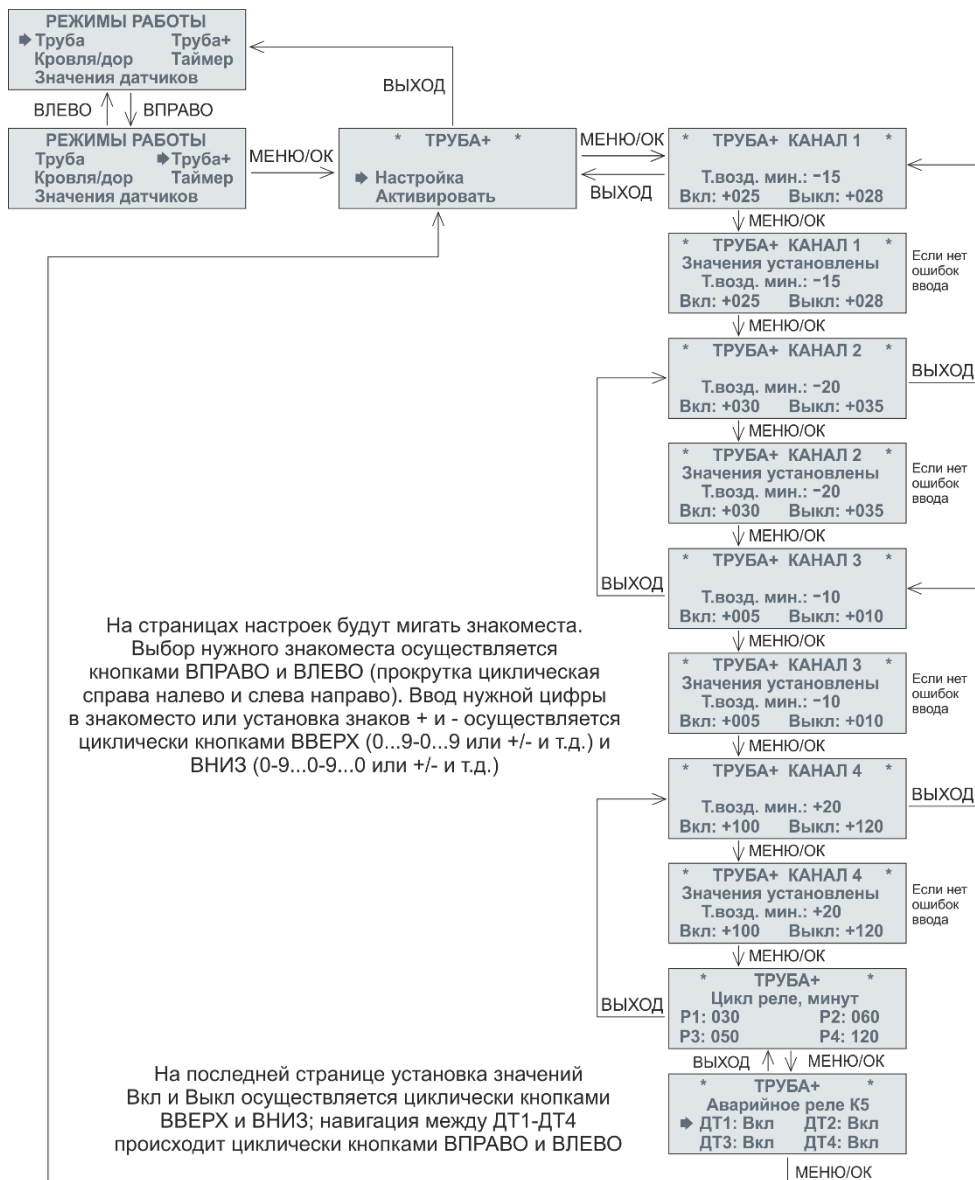 РЕЖИМЫ РАБОТЫ
Труба Труба+
Кровля/дор Таймер
Значения датчиков
ВЛЕВО ВПРАВО
ВЫХОД
РЕЖИМЫ РАБОТЫ
Труба Труба+
Кровля/дор Таймер
Значения датчиков
МЕНЮ/ОК
* ТРУБА+ *
Настройка
Активировать
МЕНЮ/ОК
ВЫХОД
* ТРУБА+ КАНАЛ 1 *
Т.возд. мин.: -15
Вкл: +025 Выкл: +028
МЕНЮ/ОК
* ТРУБА+ КАНАЛ 1 *
Значения установлены
Т.возд. мин.: -15
Вкл: +025 Выкл: +028
Если нет
ошибок
ввода
МЕНЮ/ОК
* ТРУБА+ КАНАЛ 2 *
Т.возд. мин.: -20
Вкл: +030 Выкл: +035
ВЫХОД
МЕНЮ/ОК
* ТРУБА+ КАНАЛ 2 *
Значения установлены
Т.возд. мин.: -20
Вкл: +030 Выкл: +035
Если нет
ошибок
ввода
МЕНЮ/ОК
ВЫХОД
* ТРУБА+ КАНАЛ 3 *
Т.возд. мин.: -10
Вкл: +005 Выкл: +010
МЕНЮ/ОК
* ТРУБА+ КАНАЛ 3 *
Значения установлены
Т.возд. мин.: -10
Вкл: +005 Выкл: +010
Если нет
ошибок
ввода
МЕНЮ/ОК
На страницах настроек будут мигать знакоместа.
Выбор нужного знакоместа осуществляется
кнопками ВПРАВО и ВЛЕВО (прокрутка циклическая
справа налево и слева направо). Ввод нужной цифры
в знакоместо или установка знаков + и - осуществляется
циклически кнопками ВВЕРХ (0...9-0...9 или +/- и т.д.) и
ВНИЗ (0-9...0-9...0 или +/- и т.д.)
* ТРУБА+ КАНАЛ 4 *
Т.возд. мин.: +20
Вкл: +100 Выкл: +120
ВЫХОД
МЕНЮ/ОК
* ТРУБА+ КАНАЛ 4 *
Значения установлены
Т.возд. мин.: +20
Вкл: +100 Выкл: +120
Если нет
ошибок
ввода
МЕНЮ/ОК
ВЫХОД
* ТРУБА+ *
Цикл реле, минут
Р1: 030 Р2: 060
Р3: 050 Р4: 120
ВЫХОД МЕНЮ/ОК
На последней странице установка значений
Вкл и Выкл осуществляется циклически кнопками
ВВЕРХ и ВНИЗ; навигация между ДТ1-ДТ4
происходит циклически кнопками ВПРАВО и ВЛЕВО
* ТРУБА+ *
Аварийное реле К5
ДТ1: Вкл ДТ2: Вкл
ДТ3: Вкл ДТ4: Вкл
МЕНЮ/ОК